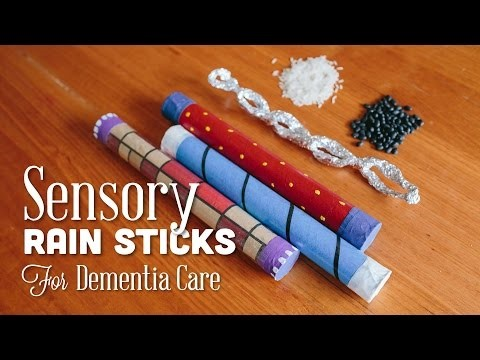 Sensory
RAIN STICKS
For Dementia Care